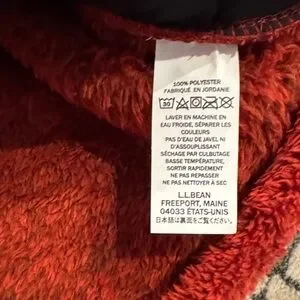 100% POLYESTER
FABRIQUÉ EN JORDANIE
30
LAVER EN MACHINE EN
EAU FROIDE, SÉPARER LES
COULEURS
PAS D'EAU DE JAVEL NI
D'ASSOUPLISSANT
SÉCHAGE PAR CULBUTAGE
BASSE TEMPÉRATURE,
SORTIR RAPIDEMENT
NE PAS REPASSER
NE PAS NETTOYER À SEC
L.L.BEAN
FREEPORT, MAINE
04033 ÉTATS-UNIS
日本語は裏面をご覧ください。